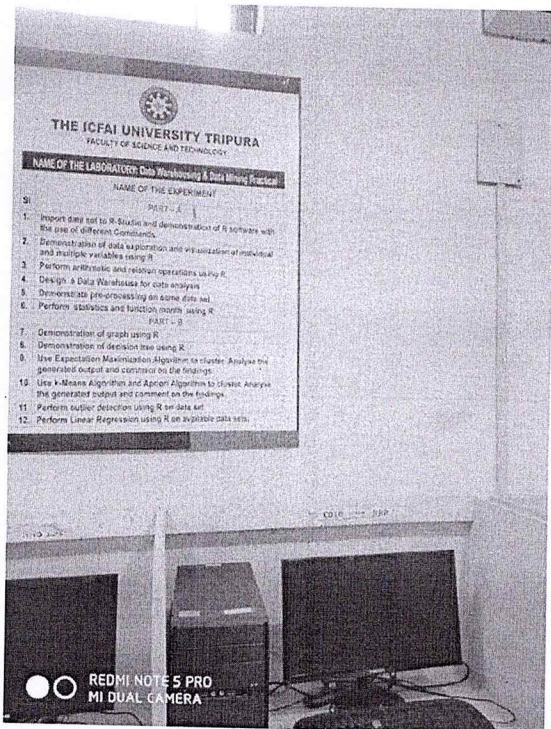 THE ICFAI UNIVERSITY TRIPURA
FACULTY OF SCIENCE AND TECHNOLOGY
NAME OF THE LABORATORY: Data Warehousing & Data Mining Practical
NAME OF THE EXPERIMENT
Sl
PART - A
1. Import data set to R-Studio and demonstration of R software with
the use of different Commands.
2. Demonstration of data exploration and visualization of individual
and multiple variables using R
3. Perform arithmetic and relation operations using R.
4. Design a Data Warehouse for data analysis
5. Demonstrate pre-processing on some data set
6. Perform statistics and function month using R
PART - B
7. Demonstration of graph using R
8. Demonstration of decision tree using R
9. Use Expectation Maximization Algorithm to cluster. Analyse the
generated output and comment on the findings.
10. Use k-Means Algorithm and Apriori Algorithm to cluster. Analyse
the generated output and comment on the findings.
11. Perform outlier detection using R on data set
12. Perform Linear Regression using R on available data sets.
REDMI NOTE 5 PRO
MI DUAL CAMERA